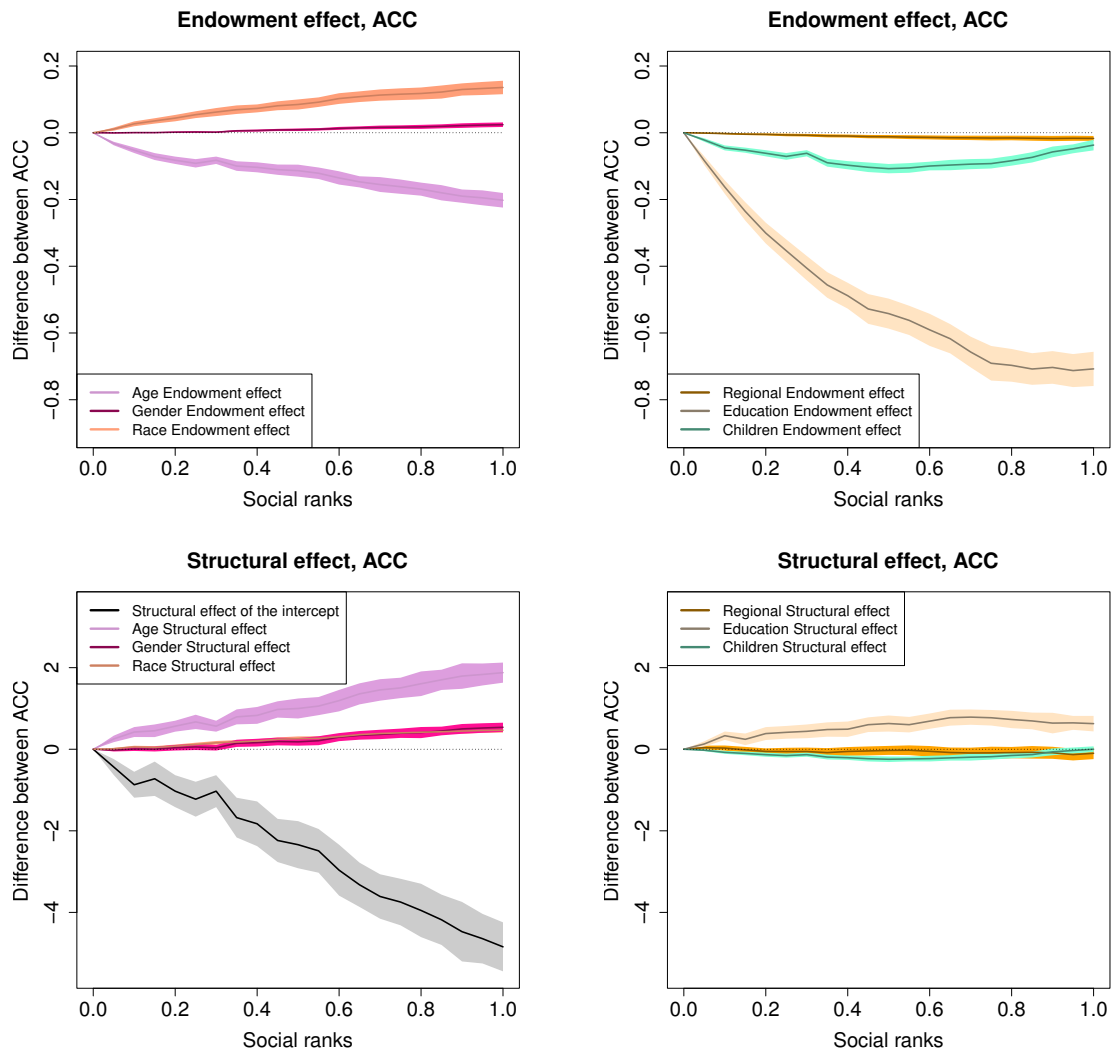 Endowment effect, ACC
Difference between ACC
0.2
0.0
−0.2
−0.4
−0.6
−0.8
Age Endowment effect
Gender Endowment effect
Race Endowment effect
0.0 0.2 0.4 0.6 0.8 1.0
Social ranks
Endowment effect, ACC
Difference between ACC
0.2
0.0
−0.2
−0.4
−0.6
−0.8
Regional Endowment effect
Education Endowment effect
Children Endowment effect
0.0 0.2 0.4 0.6 0.8 1.0
Social ranks
Structural effect, ACC
Difference between ACC
Structural effect of the intercept
Age Structural effect
Gender Structural effect
Race Structural effect
2
0
−2
−4
0.0 0.2 0.4 0.6 0.8 1.0
Social ranks
Structural effect, ACC
Difference between ACC
Regional Structural effect
Education Structural effect
Children Structural effect
2
0
−2
−4
0.0 0.2 0.4 0.6 0.8 1.0
Social ranks